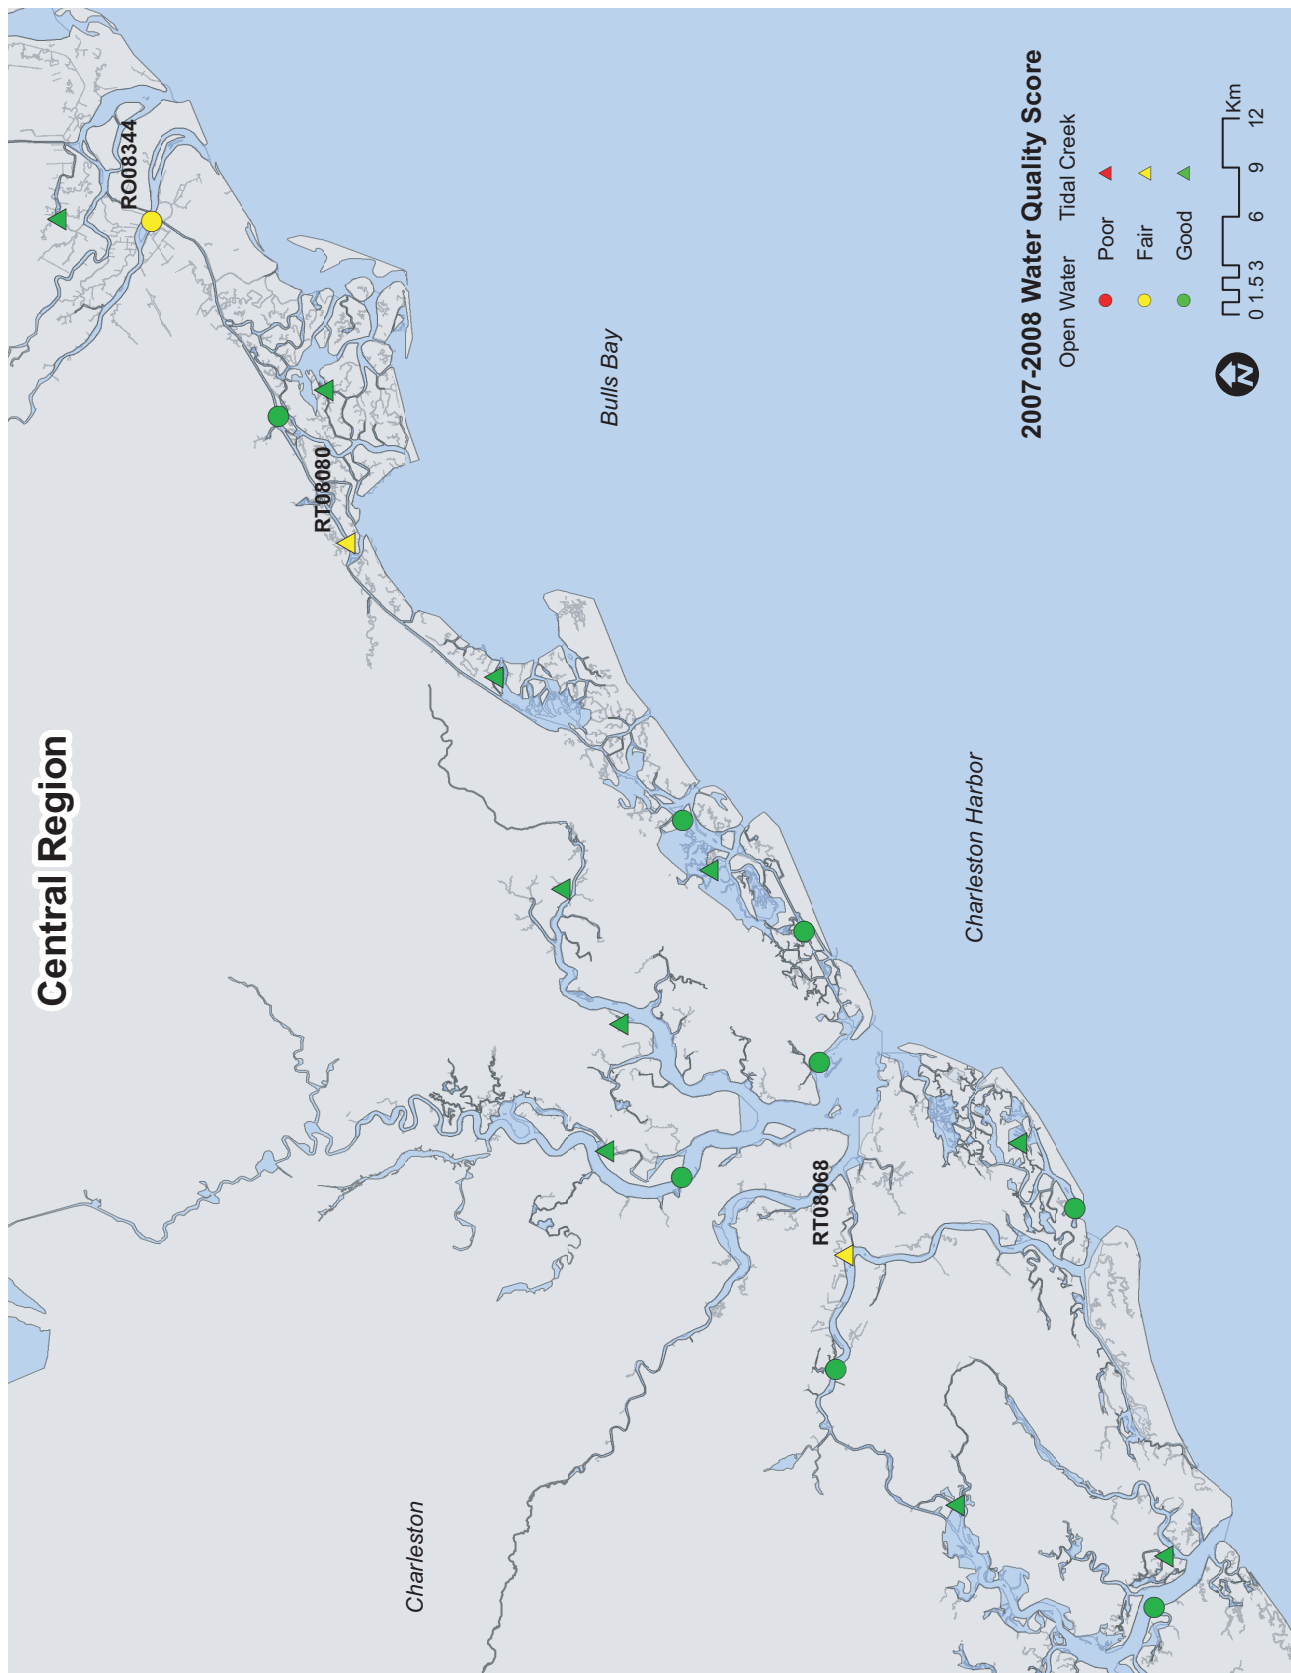 Central Region
RO08344
RT08080
Bulls Bay
Charleston Harbor
RT08068
Charleston
2007-2008 Water Quality Score
Open Water Tidal Creek
Poor
Fair
Good
N
0 1.5 3 6 9 12
Km